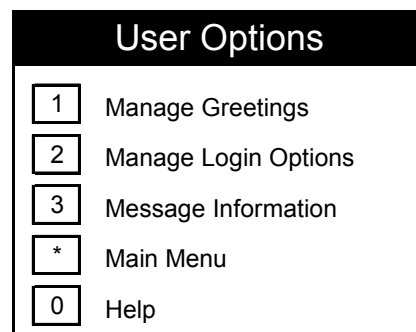 User Options
1 Manage Greetings
2 Manage Login Options
3 Message Information
* Main Menu
0 Help